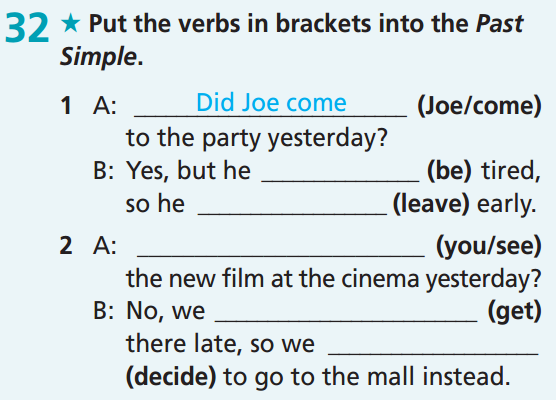 32 ★ Put the verbs in brackets into the Past
Simple.
1 A: ____Did Joe come____ (Joe/come)
to the party yesterday?
B: Yes, but he ____________ (be) tired,
so he ______________ (leave) early.
2 A: ______________________ (you/see)
the new film at the cinema yesterday?
B: No, we ____________________ (get)
there late, so we ________________
(decide) to go to the mall instead.